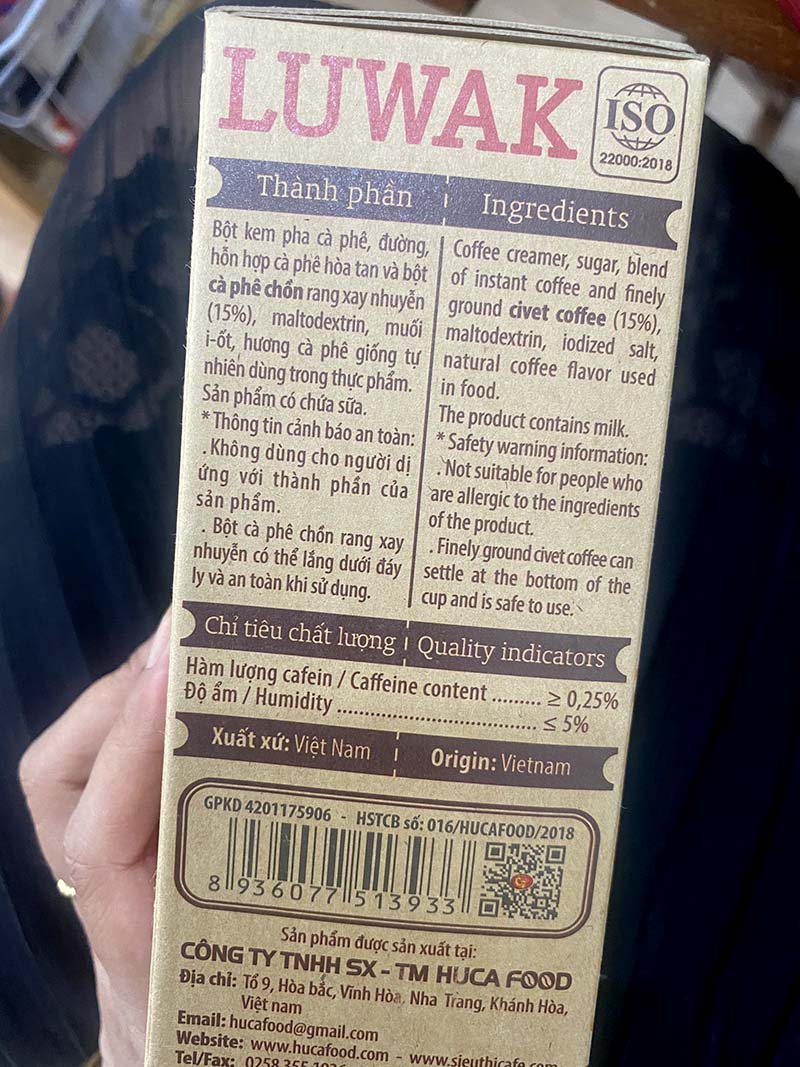 LUWAK
ISO
22000:2018
Thành phần
Bột kem pha cà phê, đường,
hỗn hợp cà phê hòa tan và bột
cà phê chồn rang xay nhuyễn
(15%), maltodextrin, muối
i-ốt, hương cà phê giống tự
nhiên dùng trong thực phẩm.
Sản phẩm có chứa sữa.
* Thông tin cảnh báo an toàn:
. Không dùng cho người dị
ứng với thành phần của
sản phẩm.
. Bột cà phê chồn rang xay
nhuyễn có thể lắng dưới đáy
ly và an toàn khi sử dụng.
Ingredients
Coffee creamer, sugar, blend
of instant coffee and finely
ground civet coffee (15%),
maltodextrin, iodized salt,
natural coffee flavor used
in food.
The product contains milk.
* Safety warning information:
. Not suitable for people who
are allergic to the ingredients
of the product.
. Finely ground civet coffee can
settle at the bottom of the
cup and is safe to use.
Chỉ tiêu chất lượng | Quality indicators
Hàm lượng cafein / Caffeine content ......... ≥ 0,25%
Độ ẩm / Humidity ..................................... ≤ 5%
Xuất xứ: Việt Nam | Origin: Vietnam
GPKD 4201175906 - HSTCB số: 016/HUCAFOOD/2018
8 936077 513933
Sản phẩm được sản xuất tại:
CÔNG TY TNHH SX - TM HUCA FOOD
Địa chỉ: Tổ 9, Hòa bắc, Vĩnh Hòa, Nha Trang, Khánh Hòa,
Việt nam
Email: hucafood@gmail.com
Website: www.hucafood.com - www.sieuthicafe.com
Tel/Fax: 0258 355